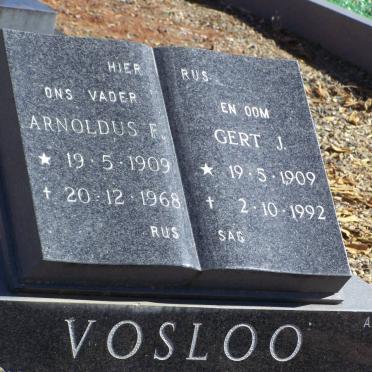 HIER RUS
ONS VADER
ARNOLDUS F.
★ 19·5·1909
† 20·12·1968
EN OOM
GERT J.
★ 19·5·1909
† 2·10·1992
RUS SAG
VOSLOO
A